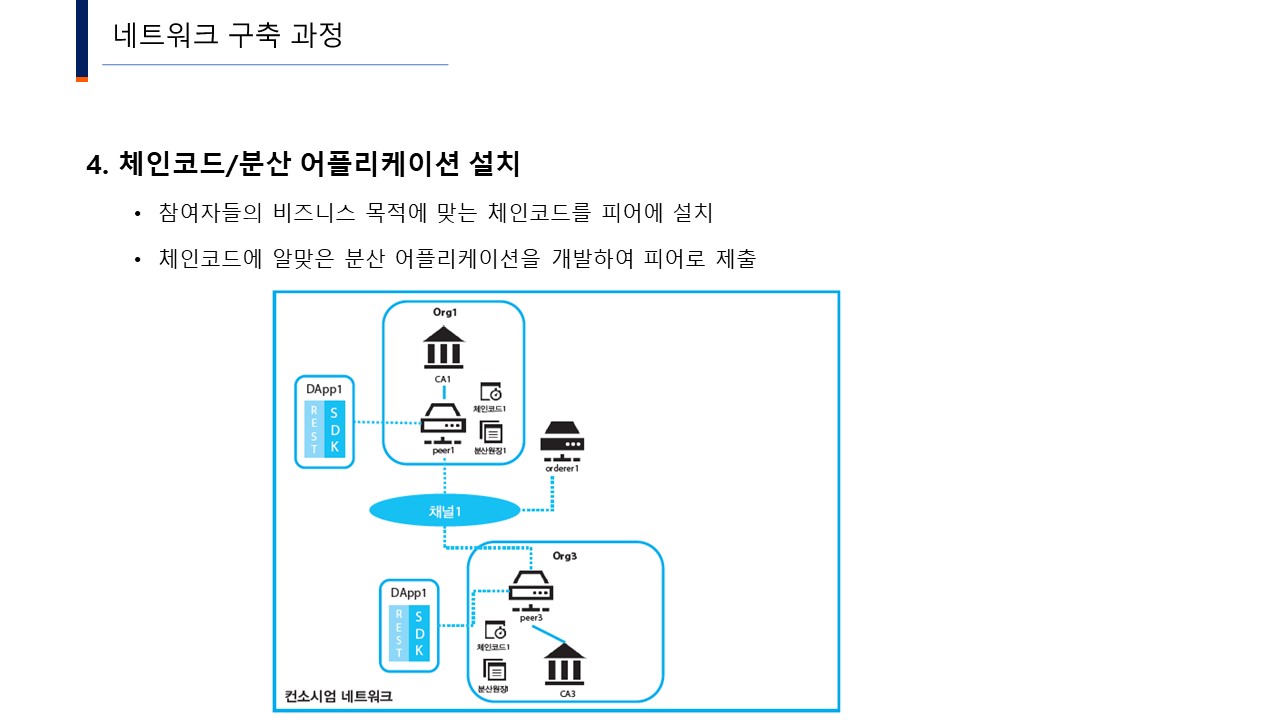 네트워크 구축 과정
4. 체인코드/분산 어플리케이션 설치
• 참여자들의 비즈니스 목적에 맞는 체인코드를 피어에 설치
• 체인코드에 알맞은 분산 어플리케이션을 개발하여 피어로 제출
Org1
CA1
DApp1
REST
SDK
체인코드1
peer1
분산원장1
orderer1
채널1
Org3
DApp1
REST
SDK
peer3
체인코드1
분산원장1
CA3
컨소시엄 네트워크